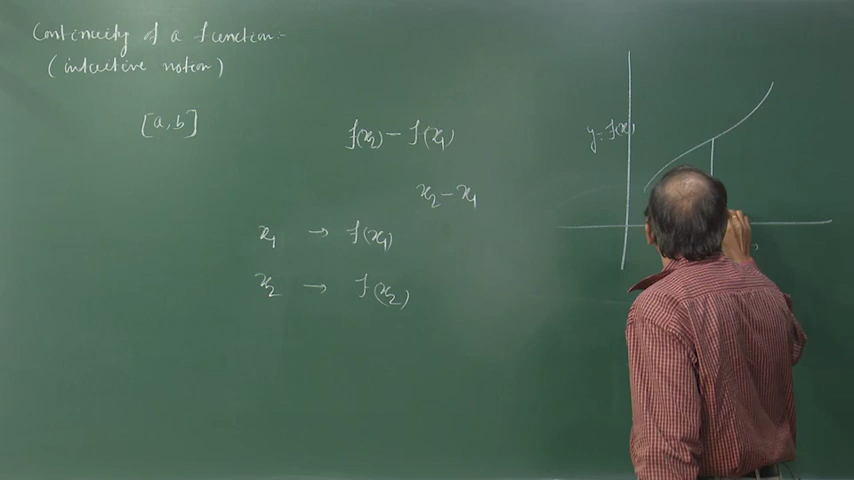 Continuity of a function:-
(intuitive notion)
[a, b]
f(x₂) - f(x₁)
x₂ - x₁
x₁ → f(x₁)
x₂ → f(x₂)
y = f(x)